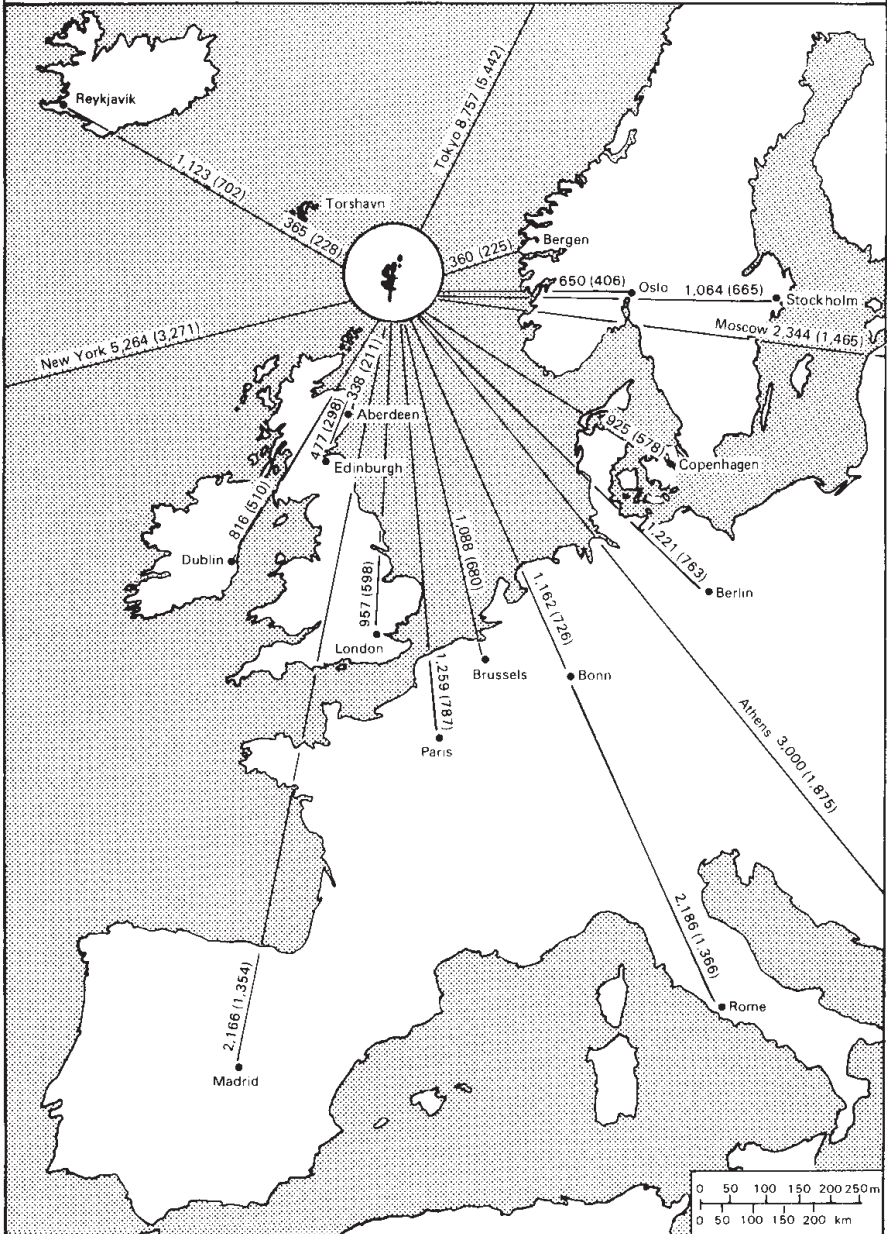 Reykjavík
Tokyo 8,757 (5,442)
1,123 (702)
Torshavn
365 (228)
360 (225)
Bergen
650 (406)
Oslo
1,064 (665)
Stockholm
Moscow 2,344 (1,465)
New York 5,264 (3,271)
338 (211)
Aberdeen
477 (298)
Edinburgh
925 (578)
Copenhagen
816 (510)
Dublin
1,088 (680)
1,221 (763)
Berlin
957 (598)
London
1,162 (726)
Brussels
Bonn
1,259 (787)
Paris
Athens 3,000 (1,875)
2,186 (1,366)
Rome
2,166 (1,354)
Madrid
0 50 100 150 200 250 m
0 50 100 150 200 km